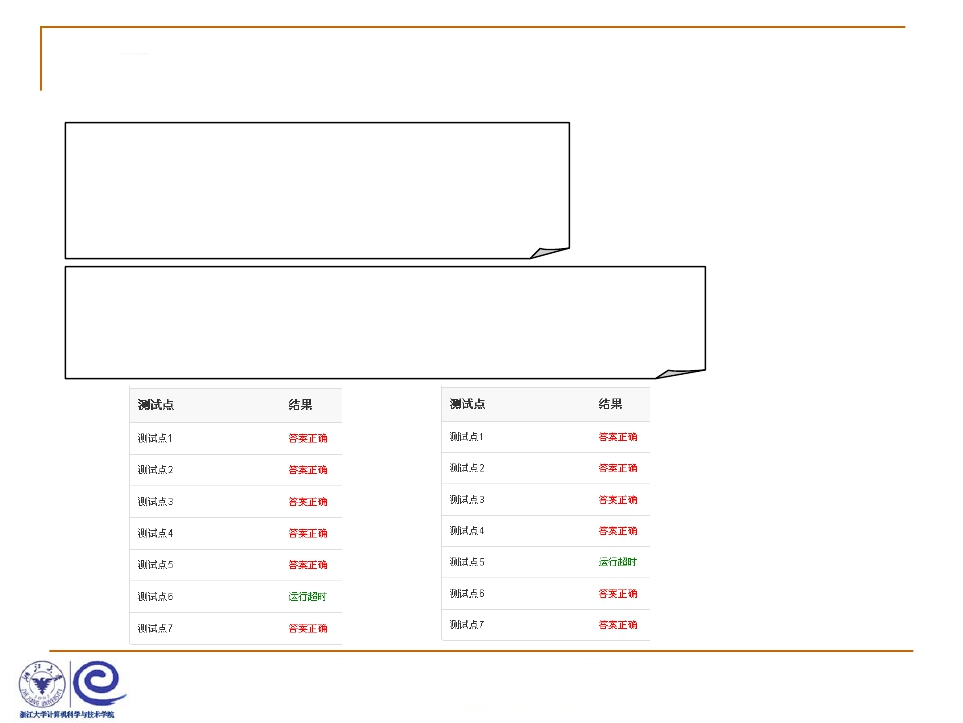 测试点 结果
测试点1 答案正确
测试点2 答案正确
测试点3 答案正确
测试点4 答案正确
测试点5 答案正确
测试点6 运行超时
测试点7 答案正确
测试点 结果
测试点1 答案正确
测试点2 答案正确
测试点3 答案正确
测试点4 答案正确
测试点5 运行超时
测试点6 答案正确
测试点7 答案正确
浙江大学计算机科学与技术学院